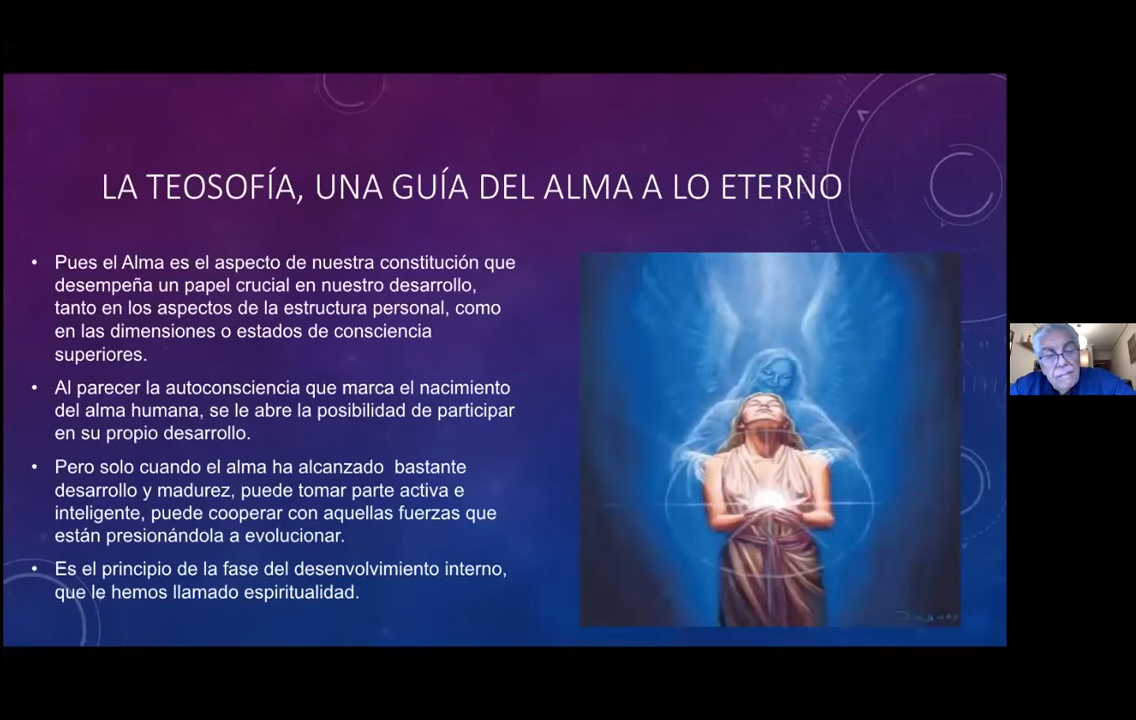 LA TEOSOFÍA, UNA GUÍA DEL ALMA A LO ETERNO
• Pues el Alma es el aspecto de nuestra constitución que
desempeña un papel crucial en nuestro desarrollo,
tanto en los aspectos de la estructura personal, como
en las dimensiones o estados de consciencia
superiores.
• Al parecer la autoconsciencia que marca el nacimiento
del alma humana, se le abre la posibilidad de participar
en su propio desarrollo.
• Pero solo cuando el alma ha alcanzado bastante
desarrollo y madurez, puede tomar parte activa e
inteligente, puede cooperar con aquellas fuerzas que
están presionándola a evolucionar.
• Es el principio de la fase del desenvolvimiento interno,
que le hemos llamado espiritualidad.